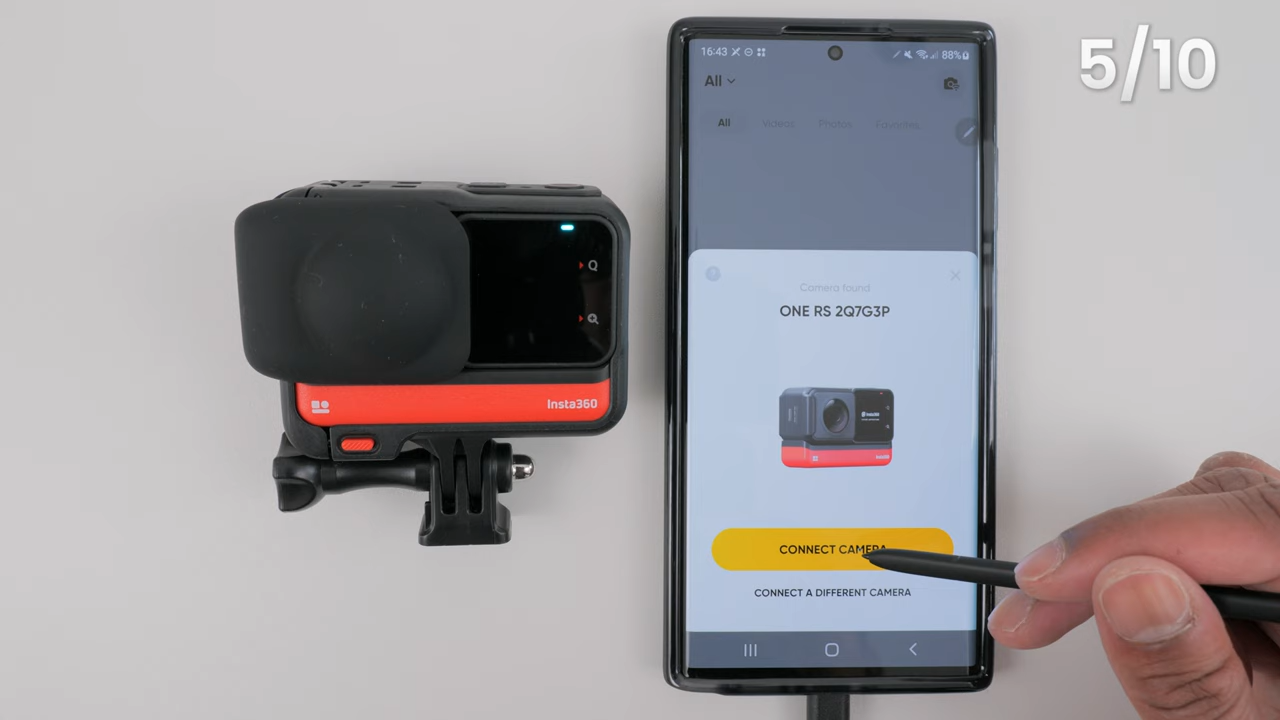 5/10
16:43
88%
All
All Videos Photos Favorites
Camera found
ONE RS 2Q7G3P
Q
Insta360
CONNECT CAMERA
CONNECT A DIFFERENT CAMERA